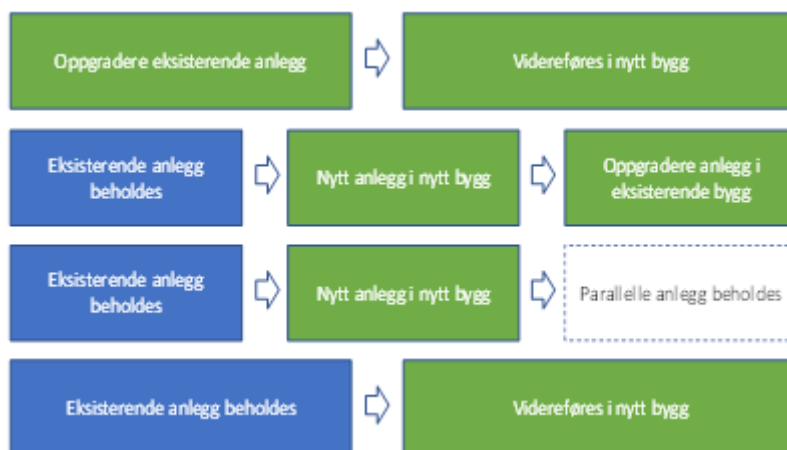 Oppgradere eksisterende anlegg
Videreføres i nytt bygg
Eksisterende anlegg
beholdes
Nytt anlegg i nytt bygg
Oppgradere anlegg i
eksisterende bygg
Eksisterende anlegg
beholdes
Nytt anlegg i nytt bygg
Parallelle anlegg beholdes
Eksisterende anlegg beholdes
Videreføres i nytt bygg